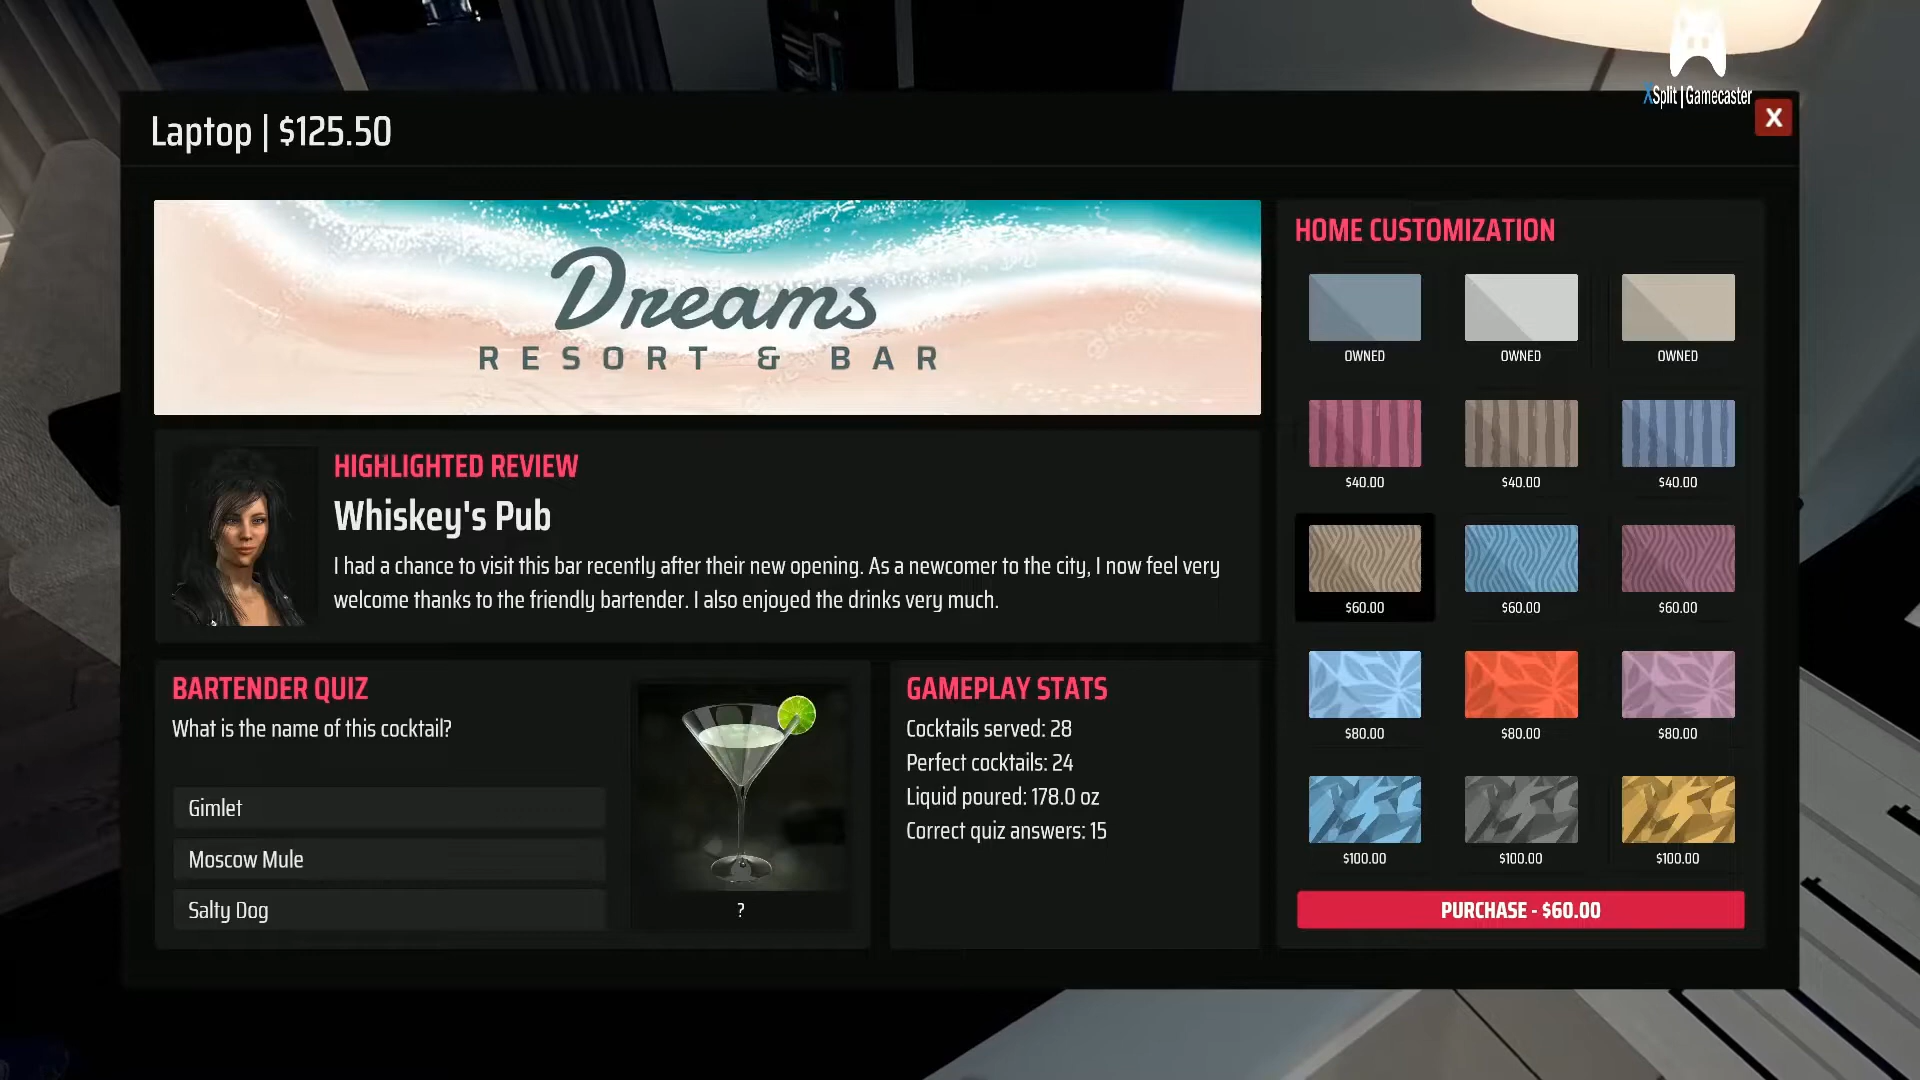 XSplit | Gamecaster
Laptop | $125.50
X
Dreams
RESORT & BAR
HIGHLIGHTED REVIEW
Whiskey's Pub
I had a chance to visit this bar recently after their new opening. As a newcomer to the city, I now feel very
welcome thanks to the friendly bartender. I also enjoyed the drinks very much.
BARTENDER QUIZ
What is the name of this cocktail?
Gimlet
Moscow Mule
Salty Dog
?
GAMEPLAY STATS
Cocktails served: 28
Perfect cocktails: 24
Liquid poured: 178.0 oz
Correct quiz answers: 15
HOME CUSTOMIZATION
OWNED OWNED OWNED
$40.00 $40.00 $40.00
$60.00 $60.00 $60.00
$80.00 $80.00 $80.00
$100.00 $100.00 $100.00
PURCHASE - $60.00